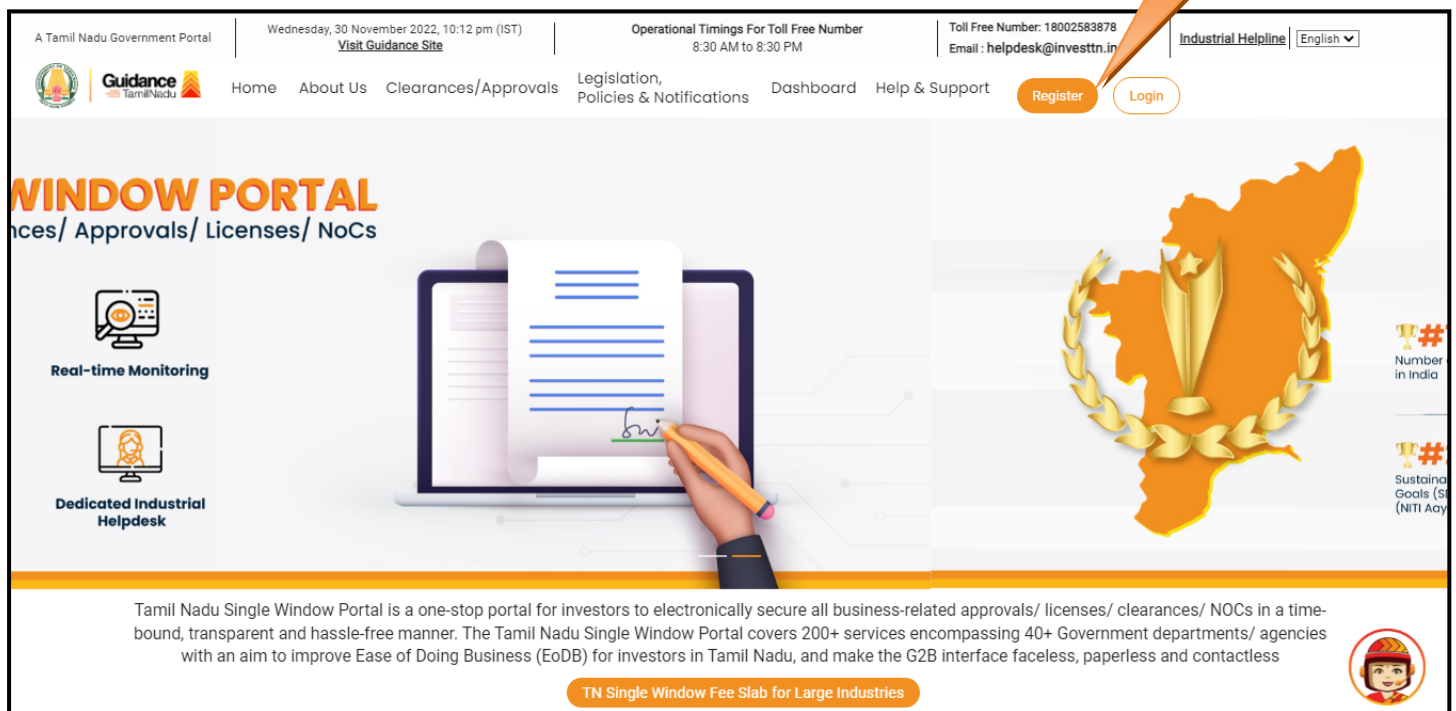 A Tamil Nadu Government Portal
Wednesday, 30 November 2022, 10:12 pm (IST)
Visit Guidance Site
Operational Timings For Toll Free Number
8:30 AM to 8:30 PM
Toll Free Number: 18002583878
Email : helpdesk@investtn.in
Industrial Helpline
English
Guidance
TamilNadu
Home About Us Clearances/Approvals
Legislation,
Policies & Notifications
Dashboard Help & Support
Register Login
WINDOW PORTAL
nces/ Approvals/ Licenses/ NoCs
Real-time Monitoring
Dedicated Industrial
Helpdesk
#
Number
in India
#
Sustaina
Goals (S
(NITI Aay
Tamil Nadu Single Window Portal is a one-stop portal for investors to electronically secure all business-related approvals/ licenses/ clearances/ NOCs in a time-
bound, transparent and hassle-free manner. The Tamil Nadu Single Window Portal covers 200+ services encompassing 40+ Government departments/ agencies
with an aim to improve Ease of Doing Business (EoDB) for investors in Tamil Nadu, and make the G2B interface faceless, paperless and contactless
TN Single Window Fee Slab for Large Industries